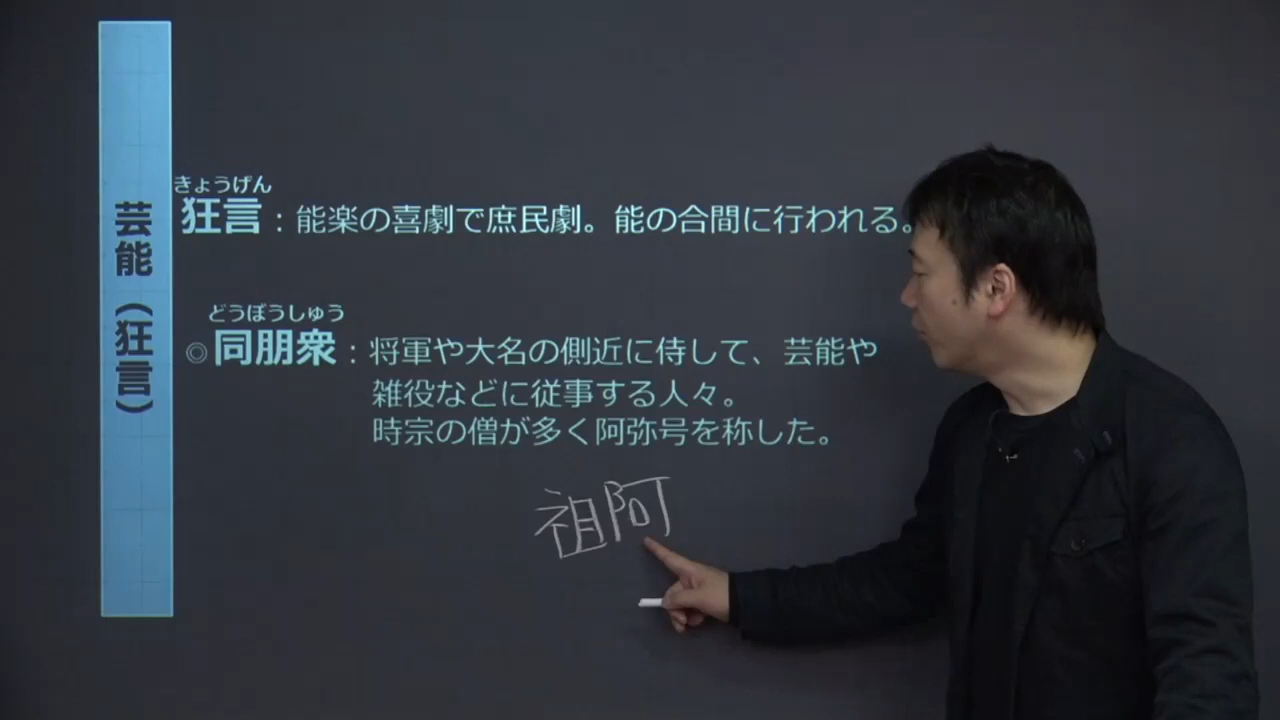 芸能（狂言）
きょうげん
狂言：能楽の喜劇で庶民劇。能の合間に行われる。
どうぼうしゅう
◎同朋衆：将軍や大名の側近に侍して、芸能や
雑役などに従事する人々。
時宗の僧が多く阿弥号を称した。
祖阿